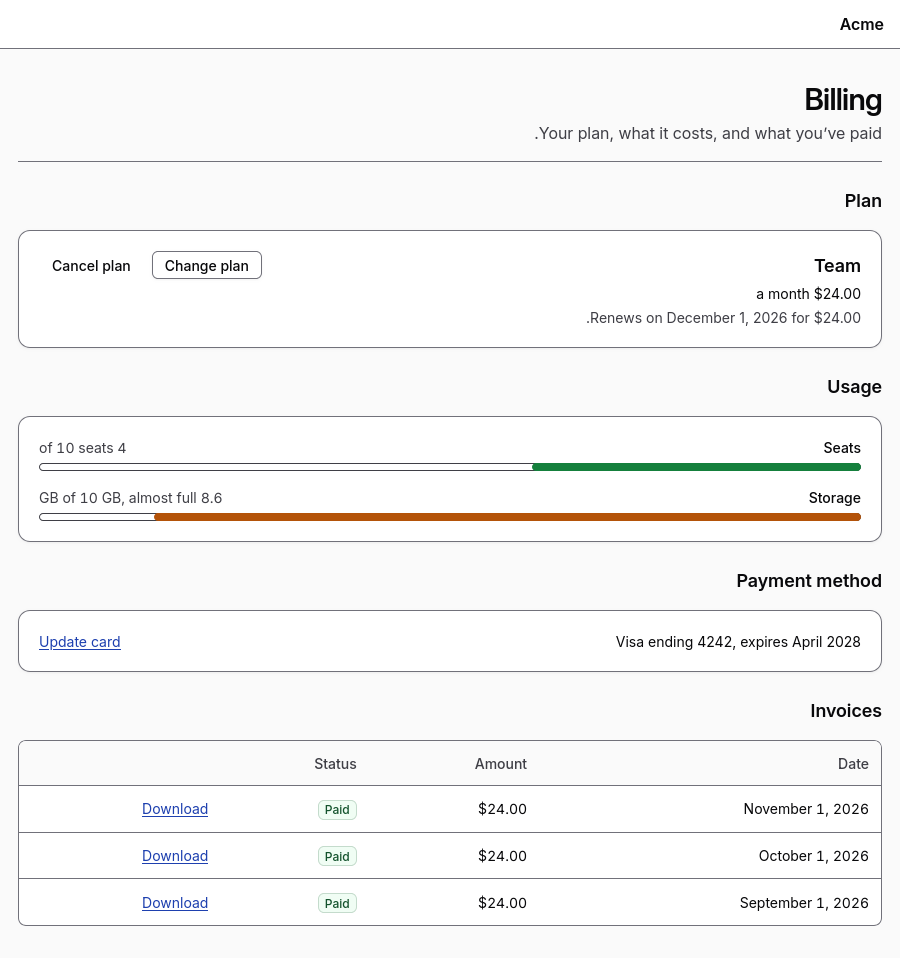 Acme
Billing
.Your plan, what it costs, and what you’ve paid
Plan
Team
a month $24.00
.Renews on December 1, 2026 for $24.00
Change plan
Cancel plan
Usage
Seats
of 10 seats 4
Storage
GB of 10 GB, almost full 8.6
Payment method
Visa ending 4242, expires April 2028
Update card
Invoices
Date Amount Status
November 1, 2026 $24.00 Paid Download
October 1, 2026 $24.00 Paid Download
September 1, 2026 $24.00 Paid Download